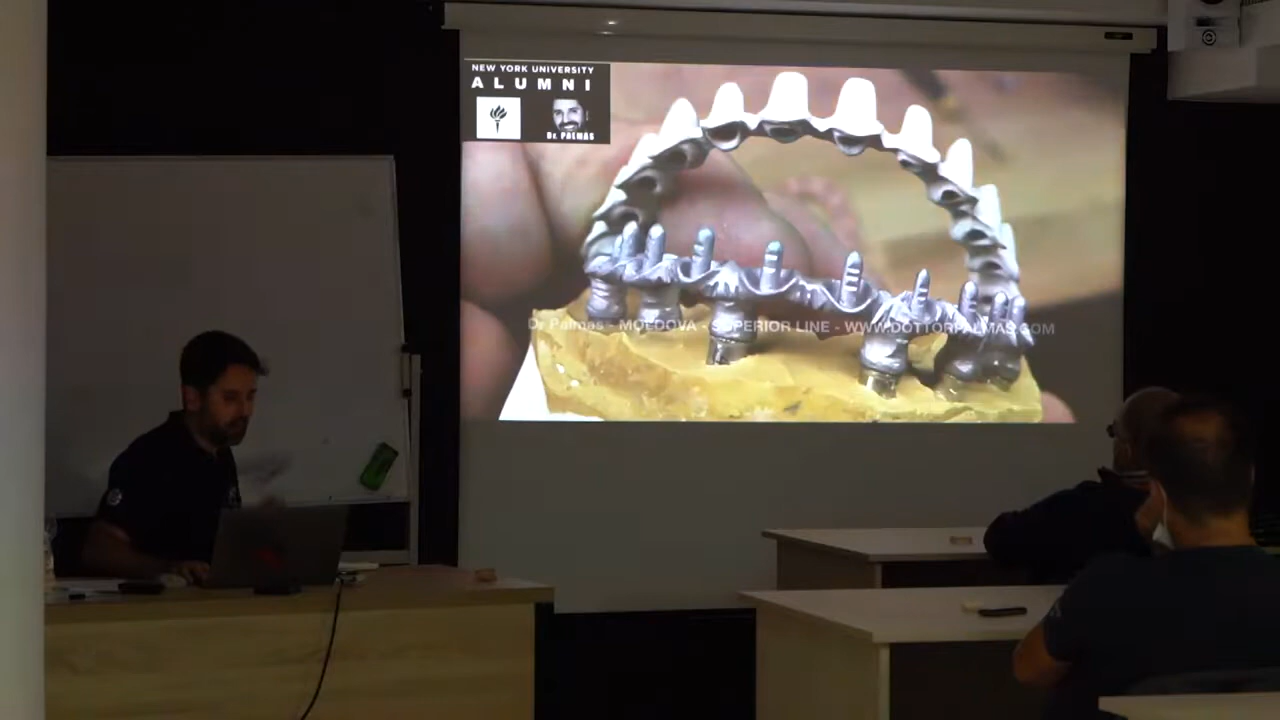 NEW YORK UNIVERSITY
ALUMNI
Dr. PALMAS
Dr Palmas - MOLDOVA - SUPERIOR LINE - WWW.DOTTORPALMAS.COM